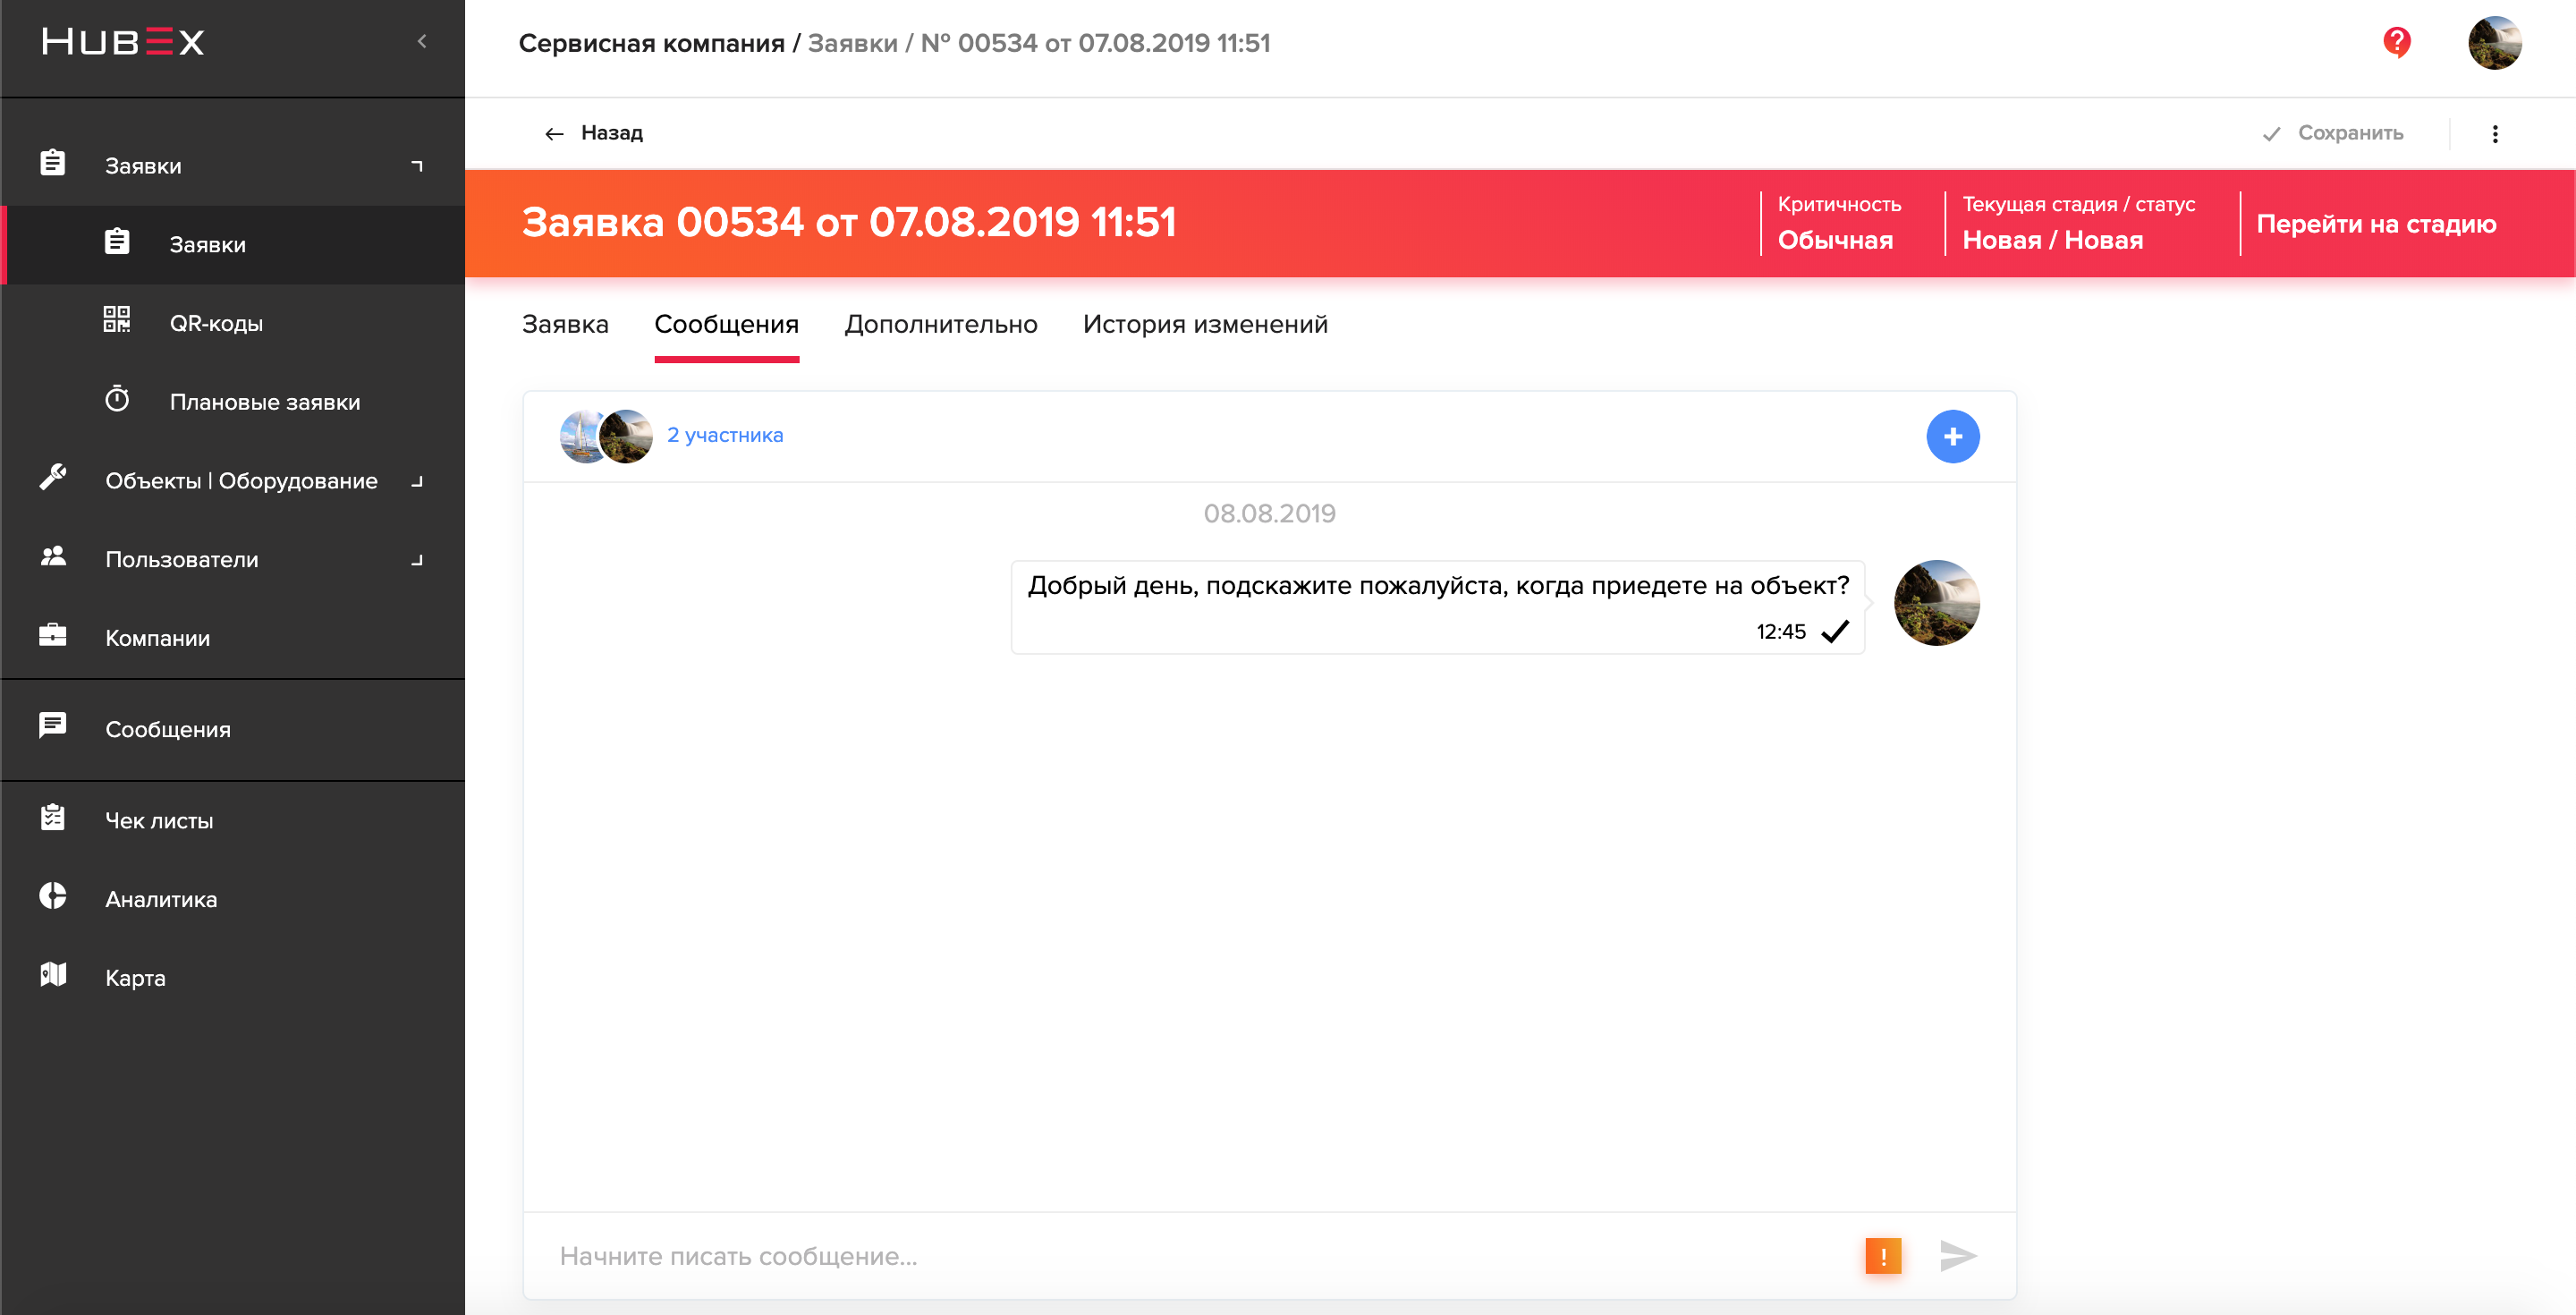 HUBEX
Сервисная компания / Заявки / № 00534 от 07.08.2019 11:51
Назад
Сохранить
Заявки
Заявки
QR-коды
Плановые заявки
Объекты | Оборудование
Пользователи
Компании
Сообщения
Чек листы
Аналитика
Карта
Заявка 00534 от 07.08.2019 11:51
Критичность
Обычная
Текущая стадия / статус
Новая / Новая
Перейти на стадию
Заявка Сообщения Дополнительно История изменений
2 участника
08.08.2019
Добрый день, подскажите пожалуйста, когда приедете на объект?
12:45
Начните писать сообщение...